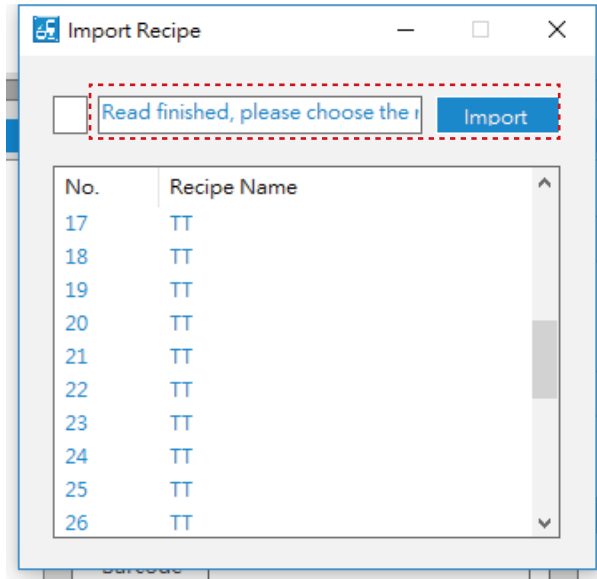 Import Recipe
Read finished, please choose the
Import
No. Recipe Name
17 TT
18 TT
19 TT
20 TT
21 TT
22 TT
23 TT
24 TT
25 TT
26 TT
Barcode